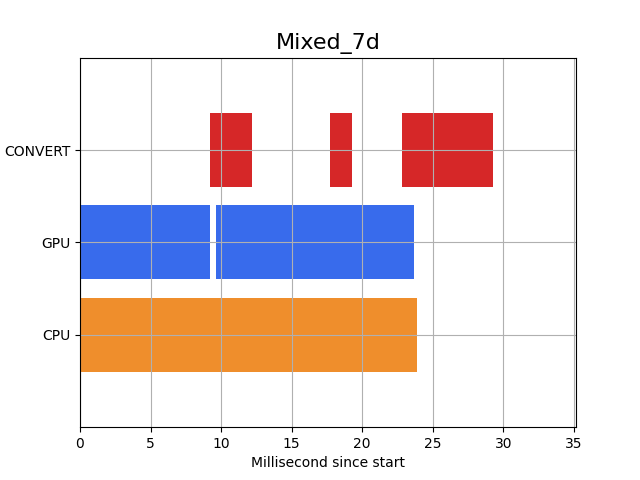 Mixed_7d
CONVERT
GPU
CPU
0 5 10 15 20 25 30 35
Millisecond since start